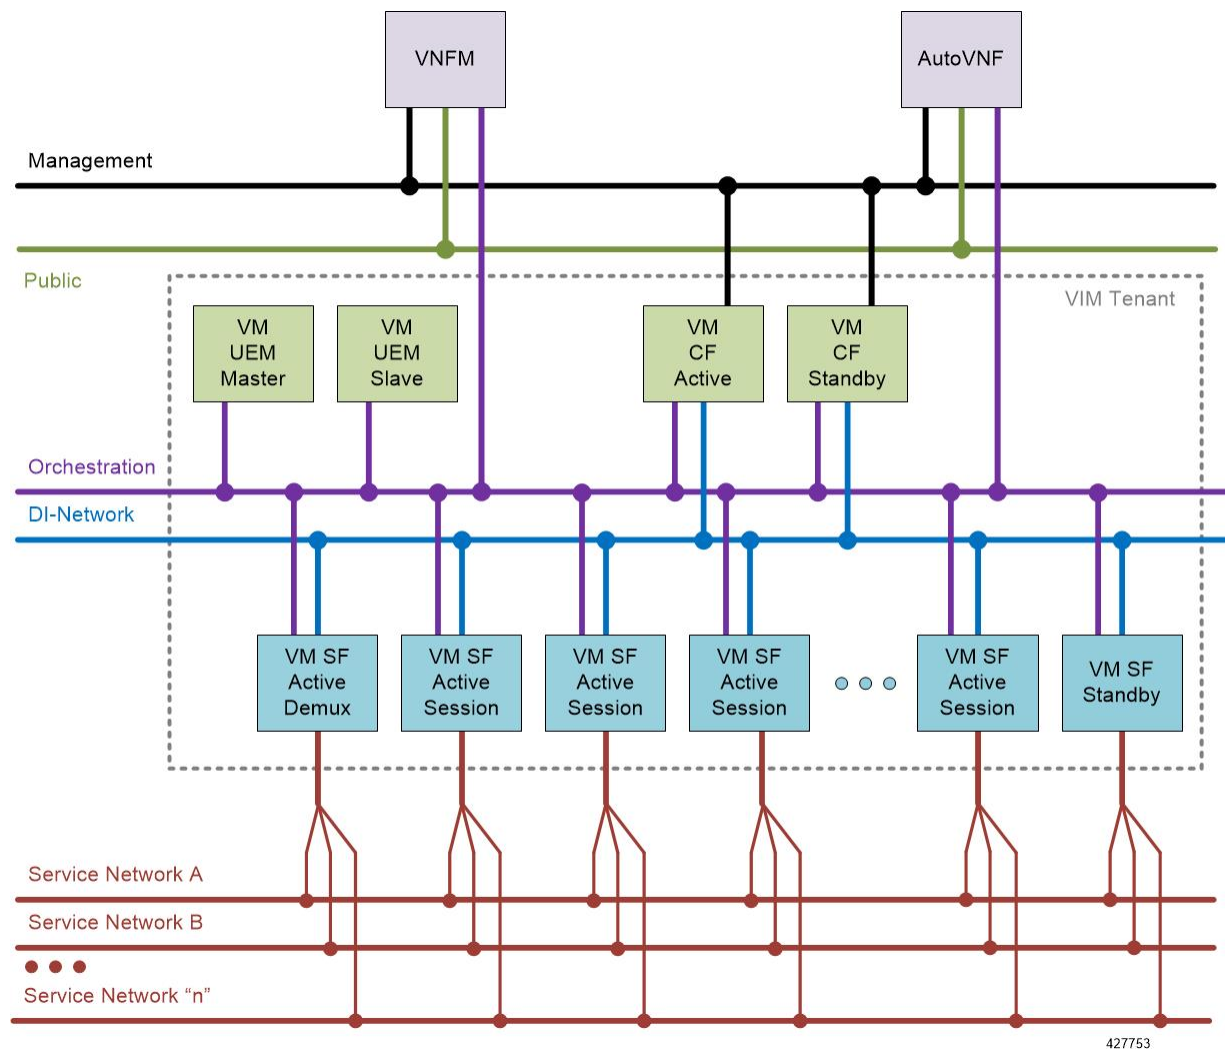 VNFM
AutoVNF
Management
Public
VIM Tenant
VM
UEM
Master
VM
UEM
Slave
VM
CF
Active
VM
CF
Standby
Orchestration
DI-Network
VM SF
Active
Demux
VM SF
Active
Session
VM SF
Active
Session
VM SF
Active
Session
VM SF
Active
Session
VM SF
Standby
Service Network A
Service Network B
Service Network “n”
427753